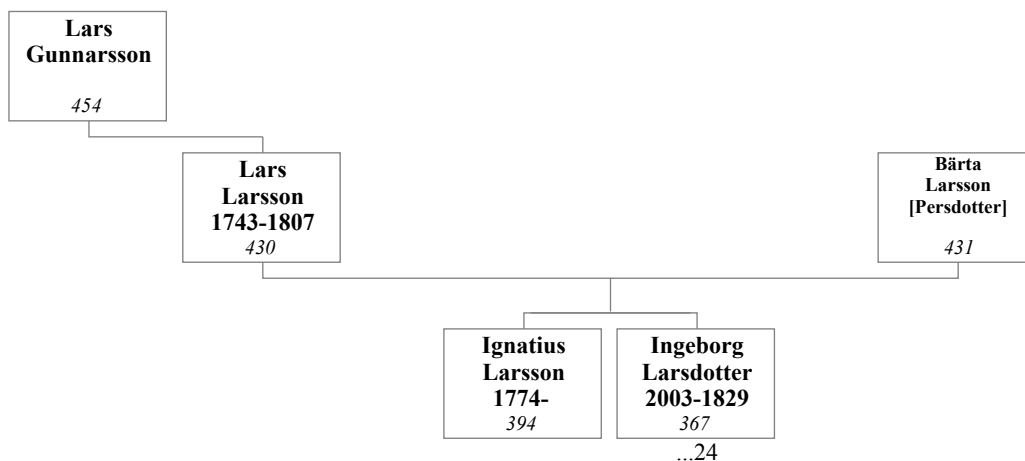 Lars
Gunnarsson
454
Lars
Larsson
1743-1807
430
Bärta
Larsson
[Persdotter]
431
Ignatius
Larsson
1774-
394
Ingeborg
Larsdotter
2003-1829
367
...24